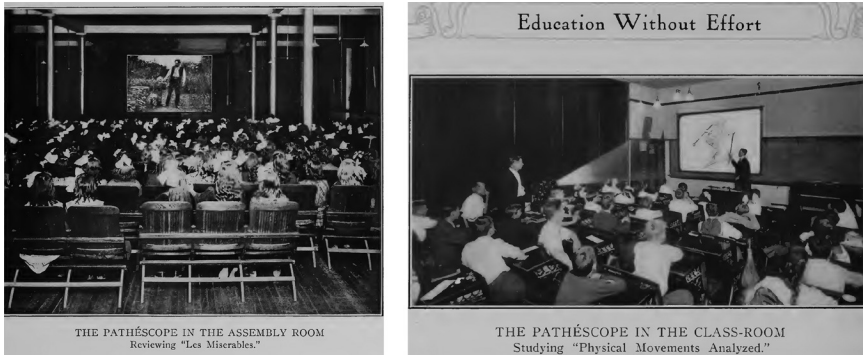 THE PATHÉSCOPE IN THE ASSEMBLY ROOM
Reviewing "Les Miserables."
Education Without Effort
THE PATHÉSCOPE IN THE CLASS-ROOM
Studying "Physical Movements Analyzed."